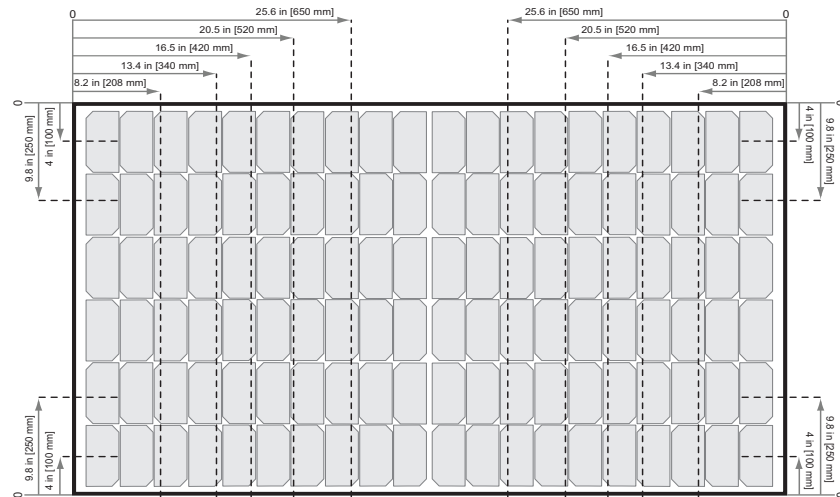 0 25.6 in [650 mm] 25.6 in [650 mm] 0
20.5 in [520 mm] 20.5 in [520 mm]
16.5 in [420 mm] 16.5 in [420 mm]
13.4 in [340 mm] 13.4 in [340 mm]
8.2 in [208 mm] 8.2 in [208 mm]
0 0
9.8 in [250 mm] 4 in [100 mm] 4 in [100 mm] 9.8 in [250 mm]
9.8 in [250 mm] 4 in [100 mm] 4 in [100 mm] 9.8 in [250 mm]
0 0